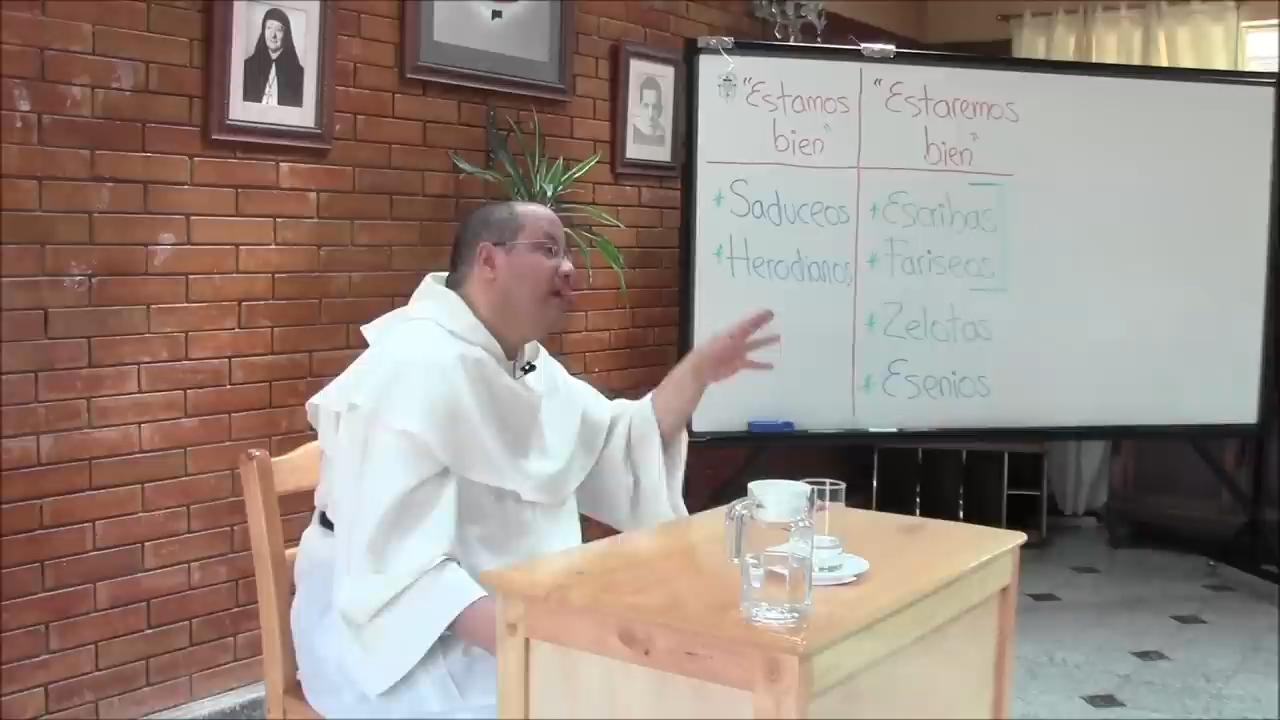 "Estamos
bien"
"Estaremos
bien"
+ Saduceos
+ Herodianos
+ Escribas
+ Fariseos
+ Zelotas
+ Esenios